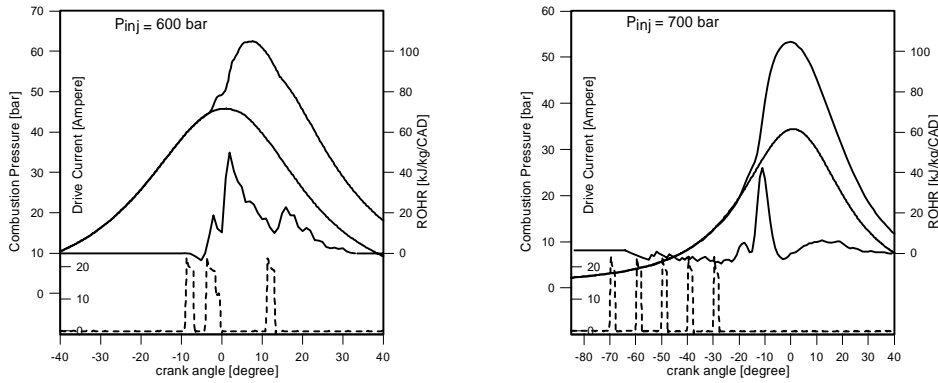 P inj = 600 bar
70
60
50
40
30
20
10
0
Combustion Pressure [bar]
Drive Current [Ampere]
20
10
0
100
80
60
40
20
0
ROHR [kJ/kg/CAD]
-40 -30 -20 -10 0 10 20 30 40
crank angle [degree]
P inj = 700 bar
60
50
40
30
20
10
0
Combustion Pressure [bar]
Drive Current [Ampere]
20
10
0
100
80
60
40
20
0
ROHR [kJ/kg/CAD]
-80 -70 -60 -50 -40 -30 -20 -10 0 10 20 30 40
crank angle [degree]